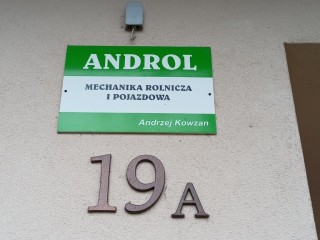 ANDROL
MECHANIKA ROLNICZA
I POJAZDOWA
Andrzej Kowzan
19A